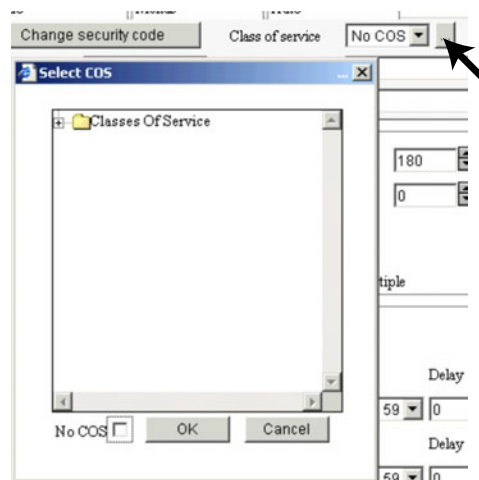 Change security code Class of service No COS
Select COS ...
Classes Of Service
180
0
tiple
Delay
59 0
No COS OK Cancel
Delay
59 0